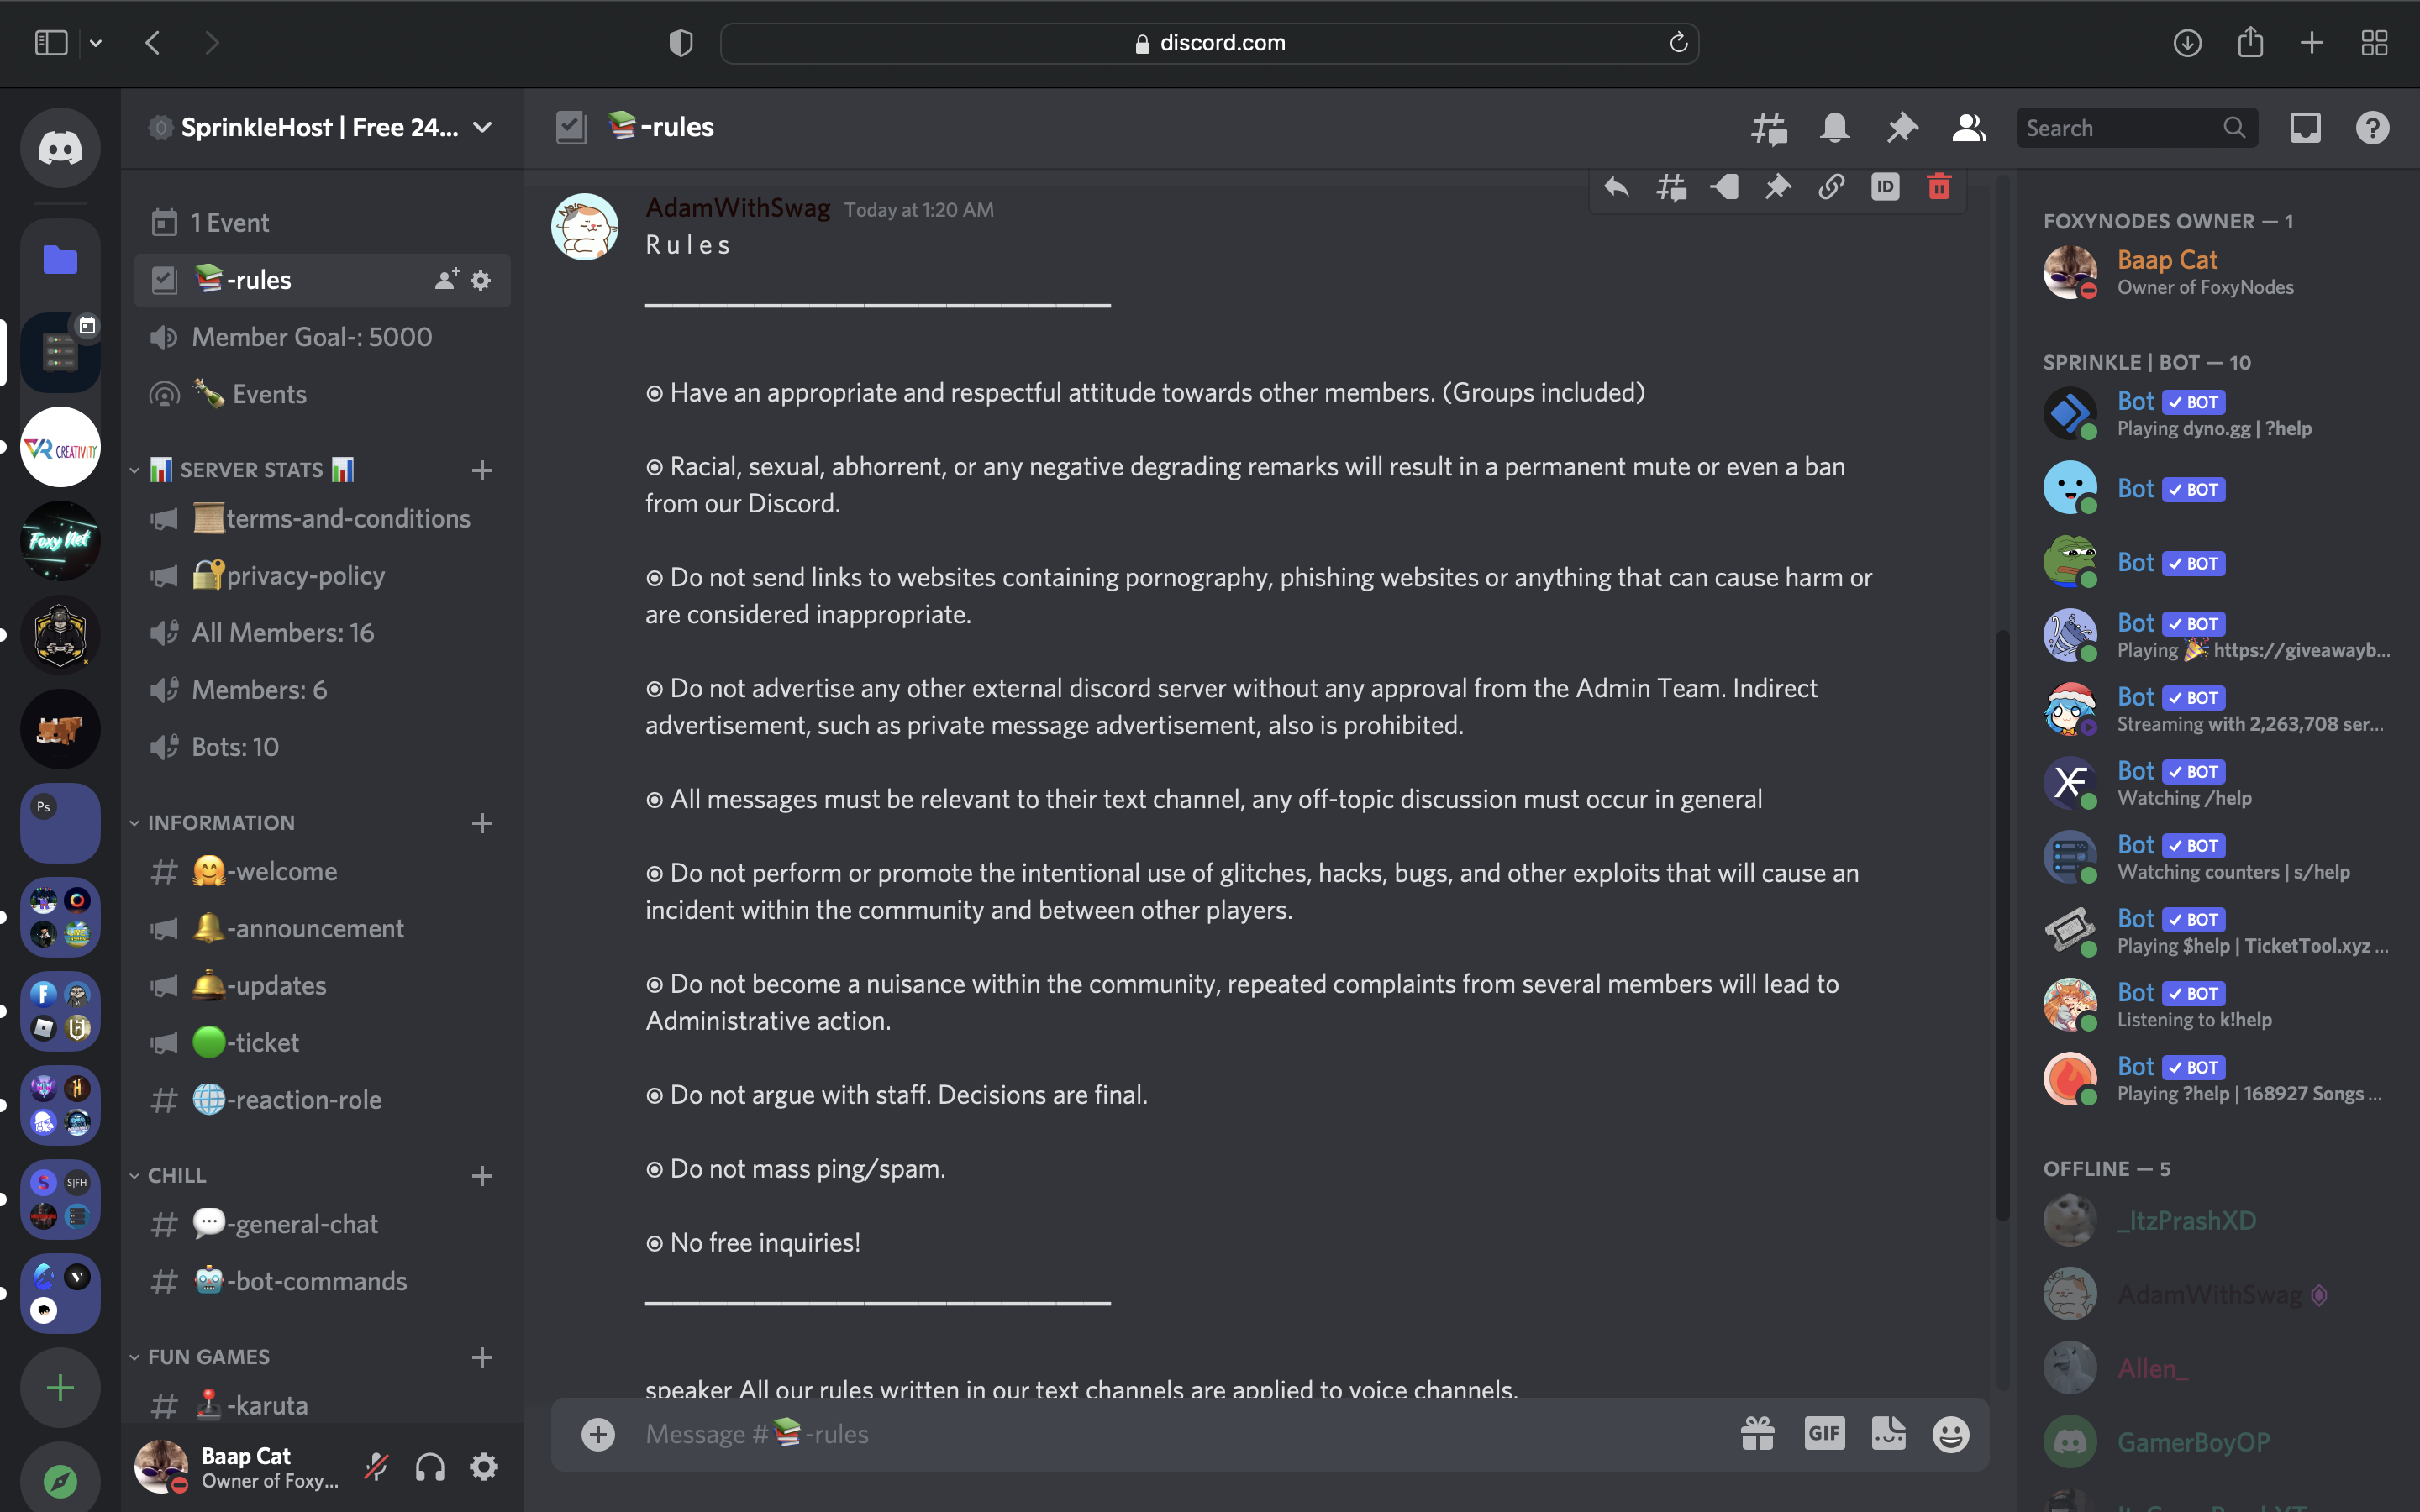 discord.com
SprinkleHost | Free 24...
1 Event
📚-rules
Member Goal-: 5000
🍾 Events
📊 SERVER STATS 📊
📜terms-and-conditions
🔐privacy-policy
All Members: 16
Members: 6
Bots: 10
INFORMATION
🤗-welcome
🔔-announcement
🛎-updates
🟢-ticket
🌐-reaction-role
CHILL
💬-general-chat
🤖-bot-commands
FUN GAMES
🕹-karuta
Baap Cat
Owner of Foxy...
VR CREATIVITY
Foxy Net
Ps
S|FH
📚-rules
Search
AdamWithSwag Today at 1:20 AM
R u l e s
◉ Have an appropriate and respectful attitude towards other members. (Groups included)
◉ Racial, sexual, abhorrent, or any negative degrading remarks will result in a permanent mute or even a ban
from our Discord.
◉ Do not send links to websites containing pornography, phishing websites or anything that can cause harm or
are considered inappropriate.
◉ Do not advertise any other external discord server without any approval from the Admin Team. Indirect
advertisement, such as private message advertisement, also is prohibited.
◉ All messages must be relevant to their text channel, any off-topic discussion must occur in general
◉ Do not perform or promote the intentional use of glitches, hacks, bugs, and other exploits that will cause an
incident within the community and between other players.
◉ Do not become a nuisance within the community, repeated complaints from several members will lead to
Administrative action.
◉ Do not argue with staff. Decisions are final.
◉ Do not mass ping/spam.
◉ No free inquiries!
speaker All our rules written in our text channels are applied to voice channels.
Message #📚-rules
GIF
ID
FOXYNODES OWNER — 1
Baap Cat
Owner of FoxyNodes
SPRINKLE | BOT — 10
Bot ✓ BOT
Playing dyno.gg | ?help
Bot ✓ BOT
Bot ✓ BOT
Bot ✓ BOT
Playing 🎉 https://giveawayb...
Bot ✓ BOT
Streaming with 2,263,708 ser...
Bot ✓ BOT
Watching /help
Bot ✓ BOT
Watching counters | s/help
Bot ✓ BOT
Playing $help | TicketTool.xyz ...
Bot ✓ BOT
Listening to k!help
Bot ✓ BOT
Playing ?help | 168927 Songs ...
OFFLINE — 5
_ItzPrashXD
AdamWithSwag
Allen_
GamerBoyOP